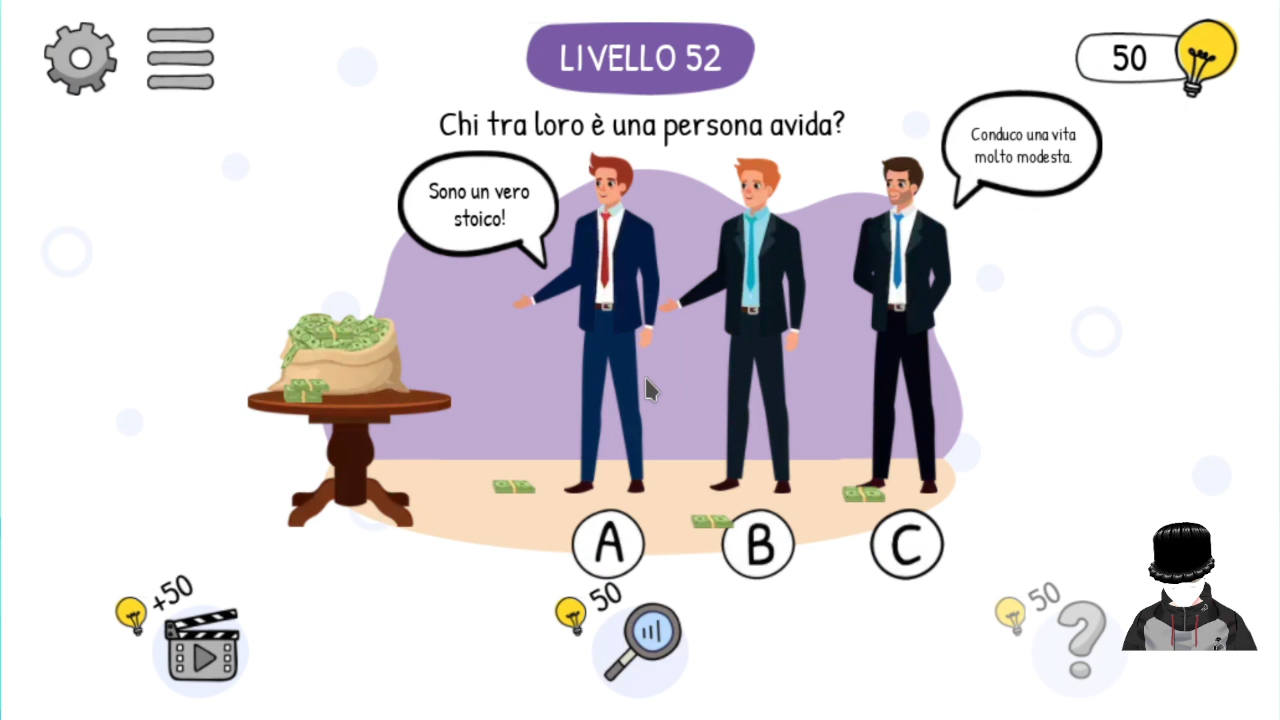 LIVELLO 52
50
Chi tra loro è una persona avida?
Conduco una vita
molto modesta.
Sono un vero
stoico!
A
B
C
+50
50
50
?